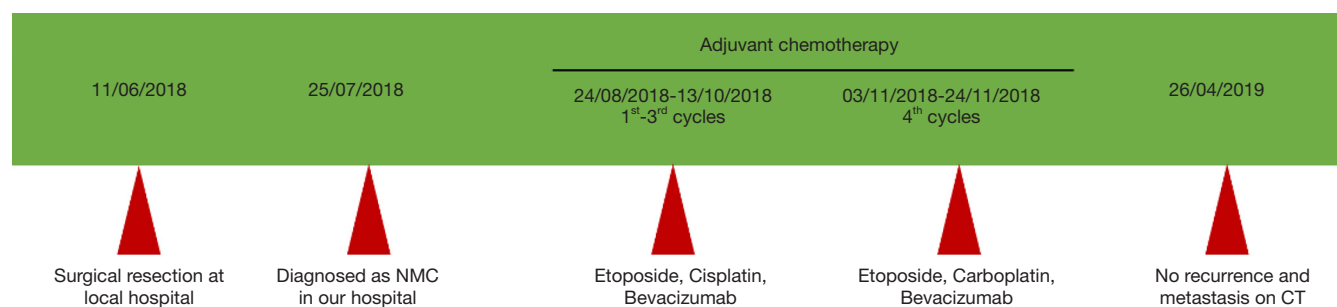 Adjuvant chemotherapy
11/06/2018
25/07/2018
24/08/2018-13/10/2018
1st-3rd cycles
03/11/2018-24/11/2018
4th cycles
26/04/2019
Surgical resection at
local hospital
Diagnosed as NMC
in our hospital
Etoposide, Cisplatin,
Bevacizumab
Etoposide, Carboplatin,
Bevacizumab
No recurrence and
metastasis on CT